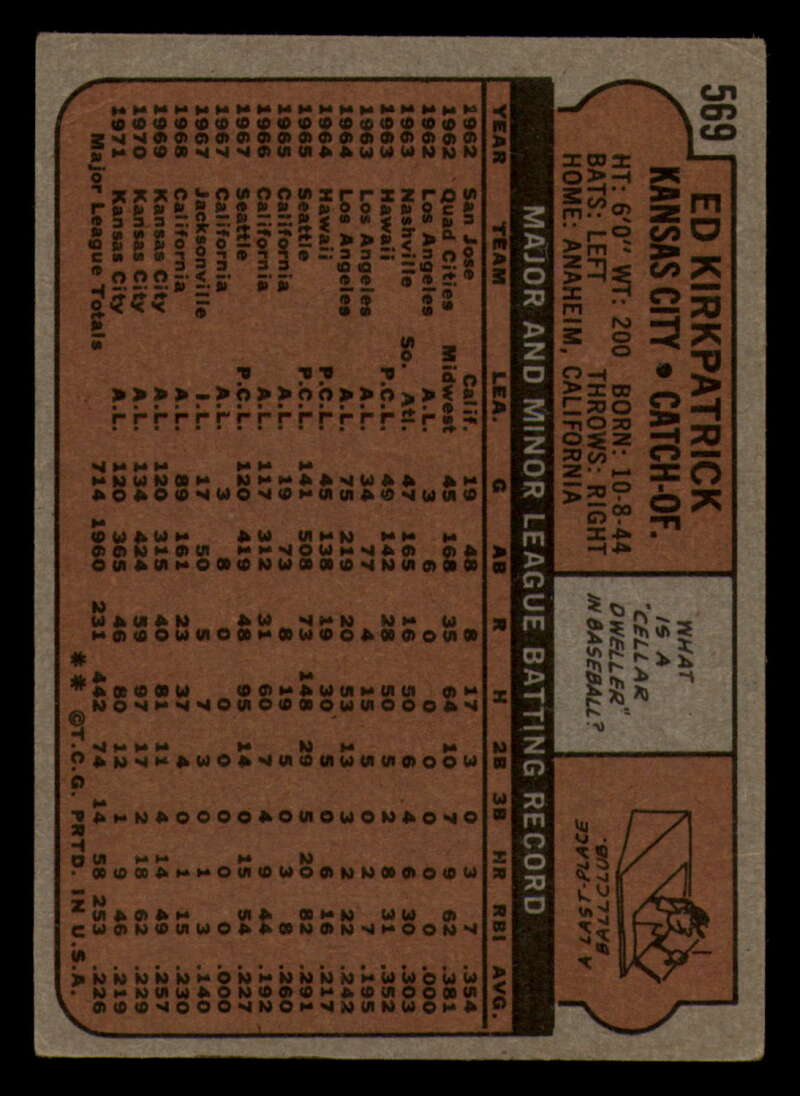 569
ED KIRKPATRICK
KANSAS CITY • CATCH-OF.
HT: 6'0" WT: 200 BORN: 10-8-44
BATS: LEFT THROWS: RIGHT
HOME: ANAHEIM, CALIFORNIA
WHAT
IS A
"CELLAR
DWELLER"
IN BASEBALL?
A LAST-PLACE
BALLCLUB.
MAJOR AND MINOR LEAGUE BATTING RECORD
YEAR TEAM LEA. G AB R H 2B 3B HR RBI AVG.
1962 San Jose Calif. 19 48 8 17 3 0 3 7 .354
1962 Quad Cities Midwest 45 168 35 64 10 7 9 62 .381
1962 Los Angeles A.L. 3 6 0 0 0 0 0 0 .000
1963 Nashville So. Atl. 47 165 16 50 6 4 6 30 .303
1963 Hawaii P.C.L. 49 142 28 50 5 2 8 31 .352
1963 Los Angeles A.L. 34 77 4 15 5 0 2 7 .195
1964 Los Angeles A.L. 75 219 20 53 13 3 2 22 .242
1964 Hawaii P.C.L. 45 138 19 30 5 0 6 16 .217
1965 Seattle P.C.L. 141 508 73 148 29 5 20 82 .291
1965 California A.L. 19 73 8 19 5 0 3 8 .260
1966 California A.L. 117 312 31 60 7 4 9 44 .192
1967 Seattle P.C.L. 120 419 48 95 14 0 15 54 .227
1967 California A.L. 3 8 0 0 0 0 0 0 .000
1967 Jacksonville I.L. 17 50 5 7 3 0 1 3 .140
1968 California A.L. 89 161 23 37 4 0 1 15 .230
1969 Kansas City A.L. 120 315 40 81 11 4 14 49 .257
1970 Kansas City A.L. 134 424 59 97 17 2 18 62 .229
1971 Kansas City A.L. 120 365 46 80 12 1 9 46 .219
Major League Totals 714 1960 231 442 74 14 58 253 .226
** ©T.C.G. PRTD. IN U.S.A.